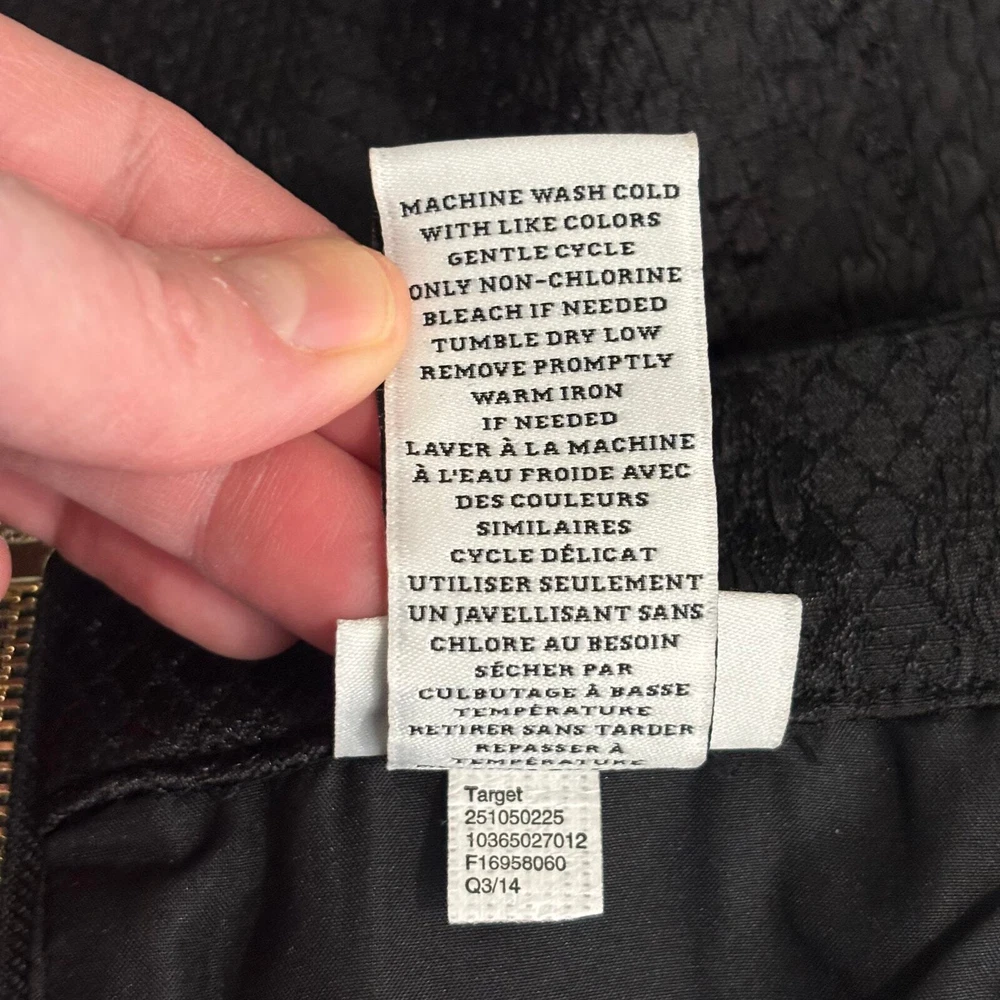 MACHINE WASH COLD
WITH LIKE COLORS
GENTLE CYCLE
ONLY NON-CHLORINE
BLEACH IF NEEDED
TUMBLE DRY LOW
REMOVE PROMPTLY
WARM IRON
IF NEEDED
LAVER À LA MACHINE
À L'EAU FROIDE AVEC
DES COULEURS
SIMILAIRES
CYCLE DÉLICAT
UTILISER SEULEMENT
UN JAVELLISANT SANS
CHLORE AU BESOIN
SÉCHER PAR
CULBUTAGE À BASSE
TEMPÉRATURE
RETIRER SANS TARDER
REPASSER À
TEMPÉRATURE
Target
251050225
10365027012
F16958060
Q3/14